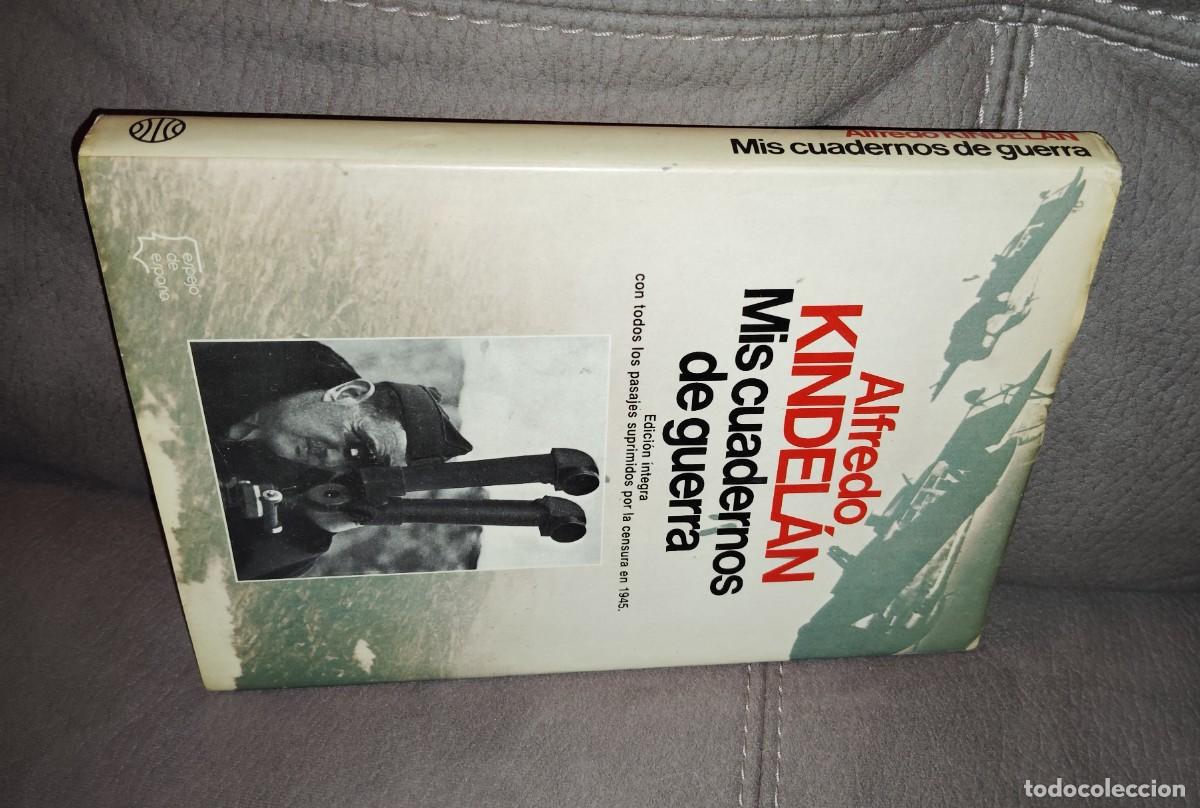 Alfredo KINDELÁN
Mis cuadernos de guerra
Alfredo
KINDELÁN
Mis cuadernos
de guerra
Edición íntegra
con todos los pasajes suprimidos por la censura en 1945.
espejo
de
españa
todocoleccion